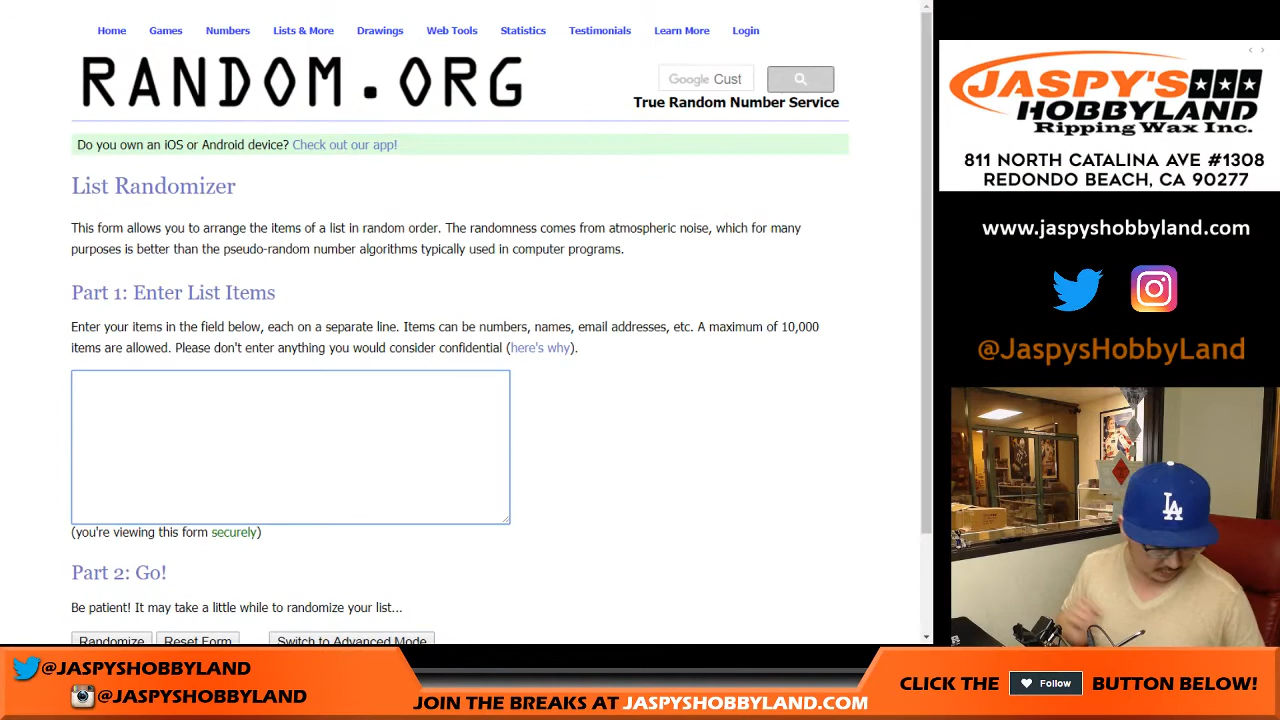 Home Games Numbers Lists & More Drawings Web Tools Statistics Testimonials Learn More Login
RANDOM.ORG
Google Cust
True Random Number Service
Do you own an iOS or Android device? Check out our app!
List Randomizer
This form allows you to arrange the items of a list in random order. The randomness comes from atmospheric noise, which for many
purposes is better than the pseudo-random number algorithms typically used in computer programs.
Part 1: Enter List Items
Enter your items in the field below, each on a separate line. Items can be numbers, names, email addresses, etc. A maximum of 10,000
items are allowed. Please don't enter anything you would consider confidential (here's why).
(you're viewing this form securely)
Part 2: Go!
Be patient! It may take a little while to randomize your list...
Randomize Reset Form Switch to Advanced Mode
JASPY'S
HOBBYLAND
Ripping Wax Inc.
811 NORTH CATALINA AVE #1308
REDONDO BEACH, CA 90277
www.jaspyshobbyland.com
@JaspysHobbyLand
LA
@JASPYSHOBBYLAND
@JASPYSHOBBYLAND
JOIN THE BREAKS AT JASPYSHOBBYLAND.COM
CLICK THE Follow BUTTON BELOW!